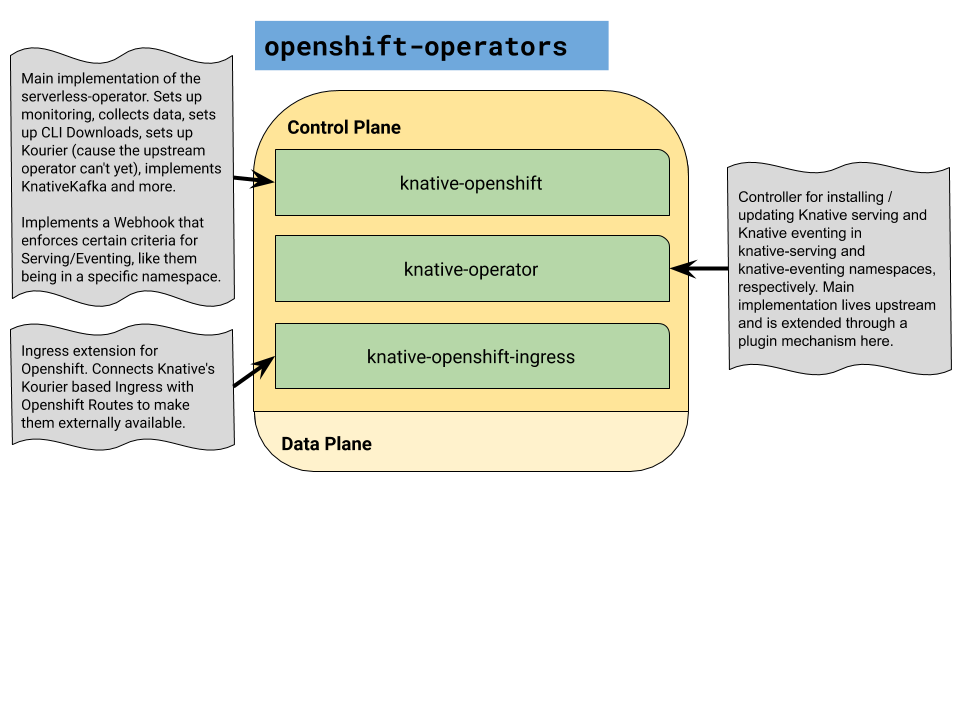 openshift-operators
Main implementation of the
serverless-operator. Sets up
monitoring, collects data, sets
up CLI Downloads, sets up
Kourier (cause the upstream
operator can't yet), implements
KnativeKafka and more.
Implements a Webhook that
enforces certain criteria for
Serving/Eventing, like them
being in a specific namespace.
Ingress extension for
Openshift. Connects Knative's
Kourier based Ingress with
Openshift Routes to make
them externally available.
Control Plane
knative-openshift
knative-operator
knative-openshift-ingress
Data Plane
Controller for installing /
updating Knative serving and
Knative eventing in
knative-serving and
knative-eventing namespaces,
respectively. Main
implementation lives upstream
and is extended through a
plugin mechanism here.